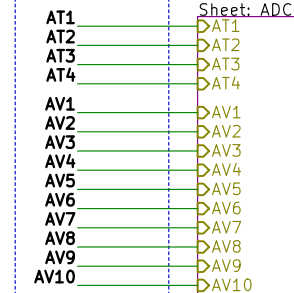 Sheet: ADC
AT1 AT1
AT2 AT2
AT3 AT3
AT4 AT4
AV1 AV1
AV2 AV2
AV3 AV3
AV4 AV4
AV5 AV5
AV6 AV6
AV7 AV7
AV8 AV8
AV9 AV9
AV10 AV10